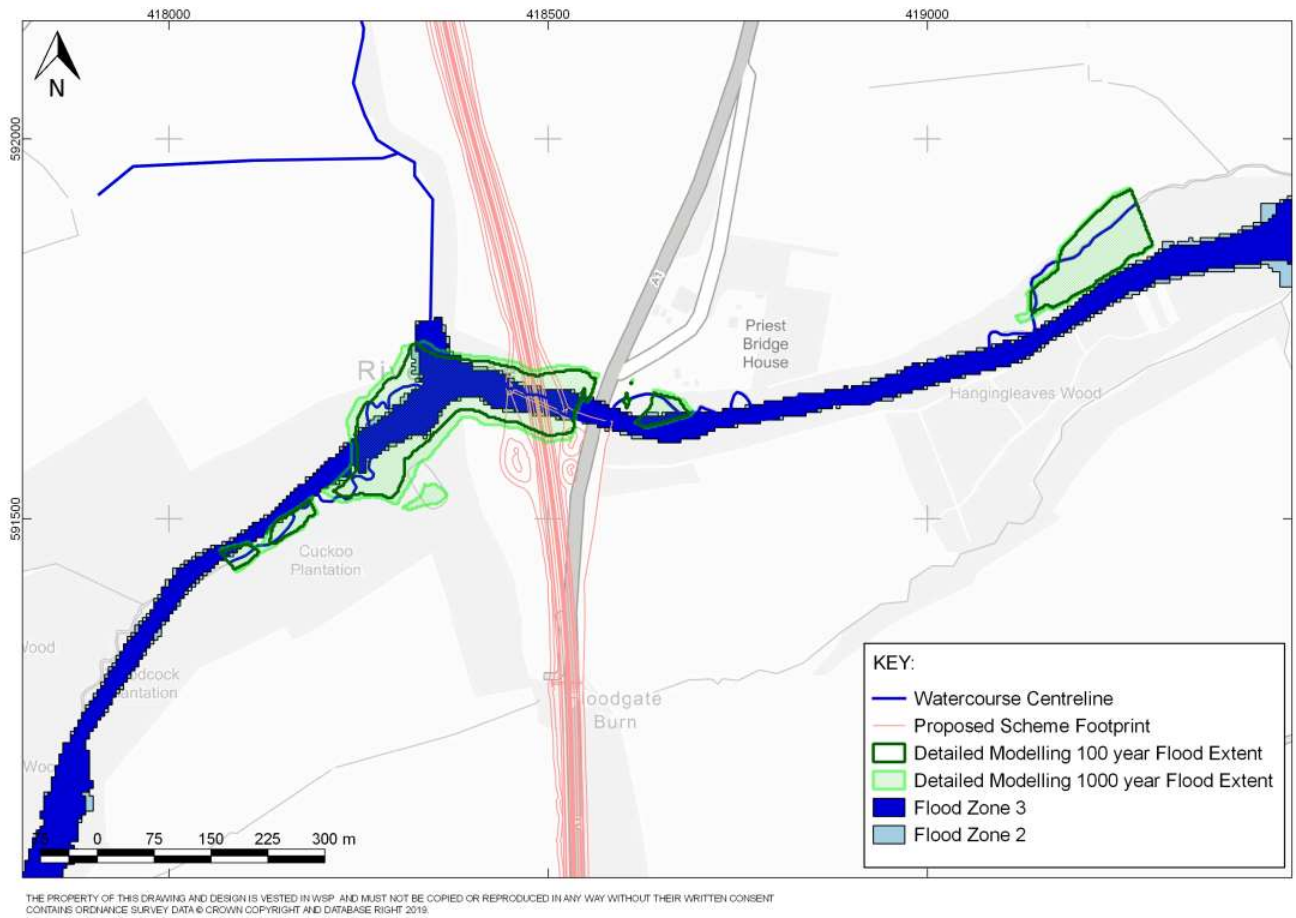 418000
418500
419000
N
592000
591500
A1
Priest
Bridge
House
Hangingleaves Wood
Cuckoo
Plantation
Plantation
Burn
KEY:
Watercourse Centreline
Proposed Scheme Footprint
Detailed Modelling 100 year Flood Extent
Detailed Modelling 1000 year Flood Extent
Flood Zone 3
Flood Zone 2
0 75 150 225 300 m
THE PROPERTY OF THIS DRAWING AND DESIGN IS VESTED IN WSP AND MUST NOT BE COPIED OR REPRODUCED IN ANY WAY WITHOUT THEIR WRITTEN CONSENT
CONTAINS ORDNANCE SURVEY DATA © CROWN COPYRIGHT AND DATABASE RIGHT 2019.